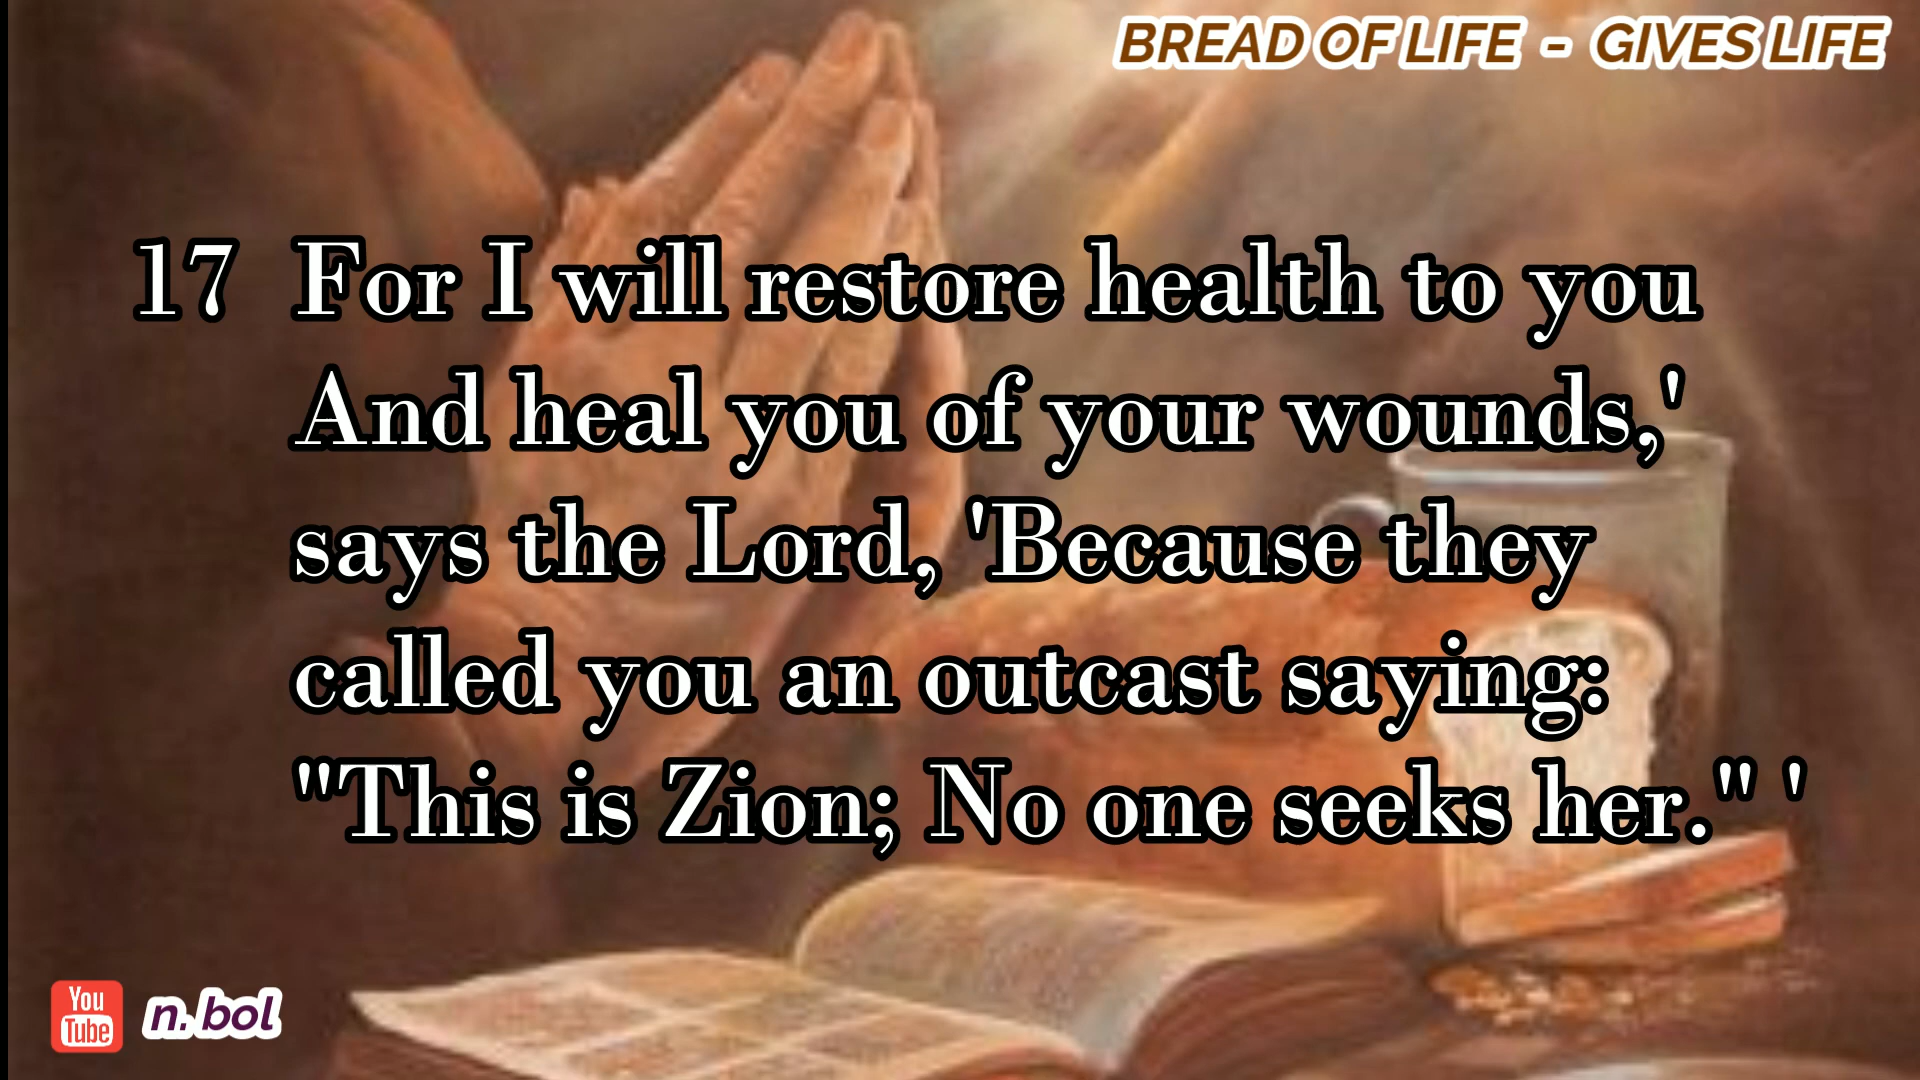 BREAD OF LIFE - GIVES LIFE
17 For I will restore health to you
And heal you of your wounds,'
says the Lord, 'Because they
called you an outcast saying:
"This is Zion; No one seeks her." '
You
Tube
n. bol